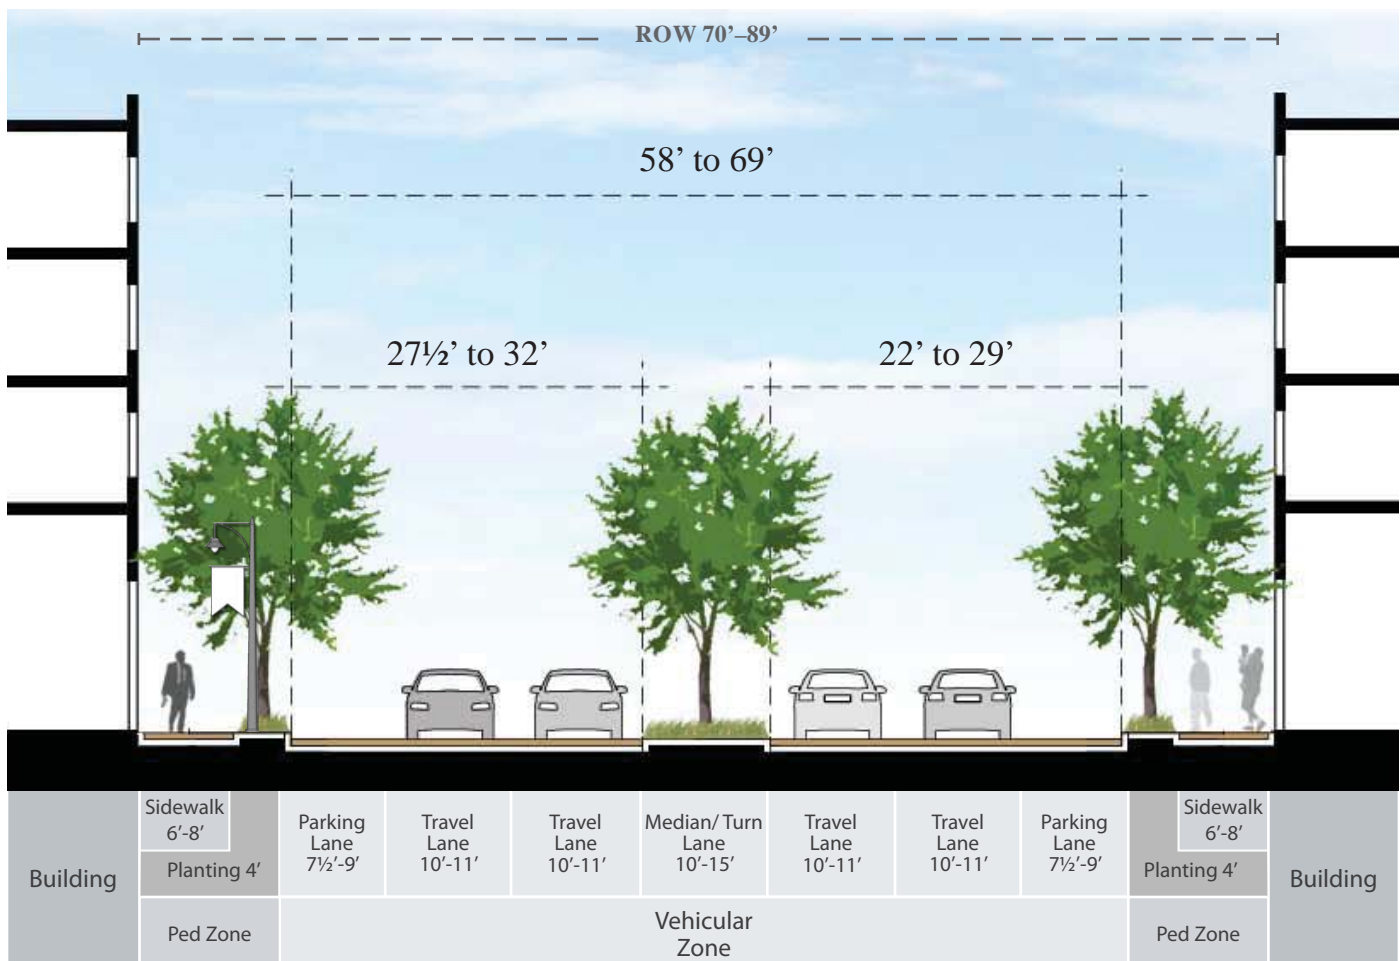 ROW 70’–89’
58’ to 69’
27½’ to 32’
22’ to 29’
Building
Sidewalk
6’-8’
Planting 4’
Ped Zone
Parking
Lane
7½’-9’
Travel
Lane
10’-11’
Travel
Lane
10’-11’
Median/ Turn
Lane
10’-15’
Travel
Lane
10’-11’
Travel
Lane
10’-11’
Parking
Lane
7½’-9’
Vehicular
Zone
Sidewalk
6’-8’
Planting 4’
Ped Zone
Building